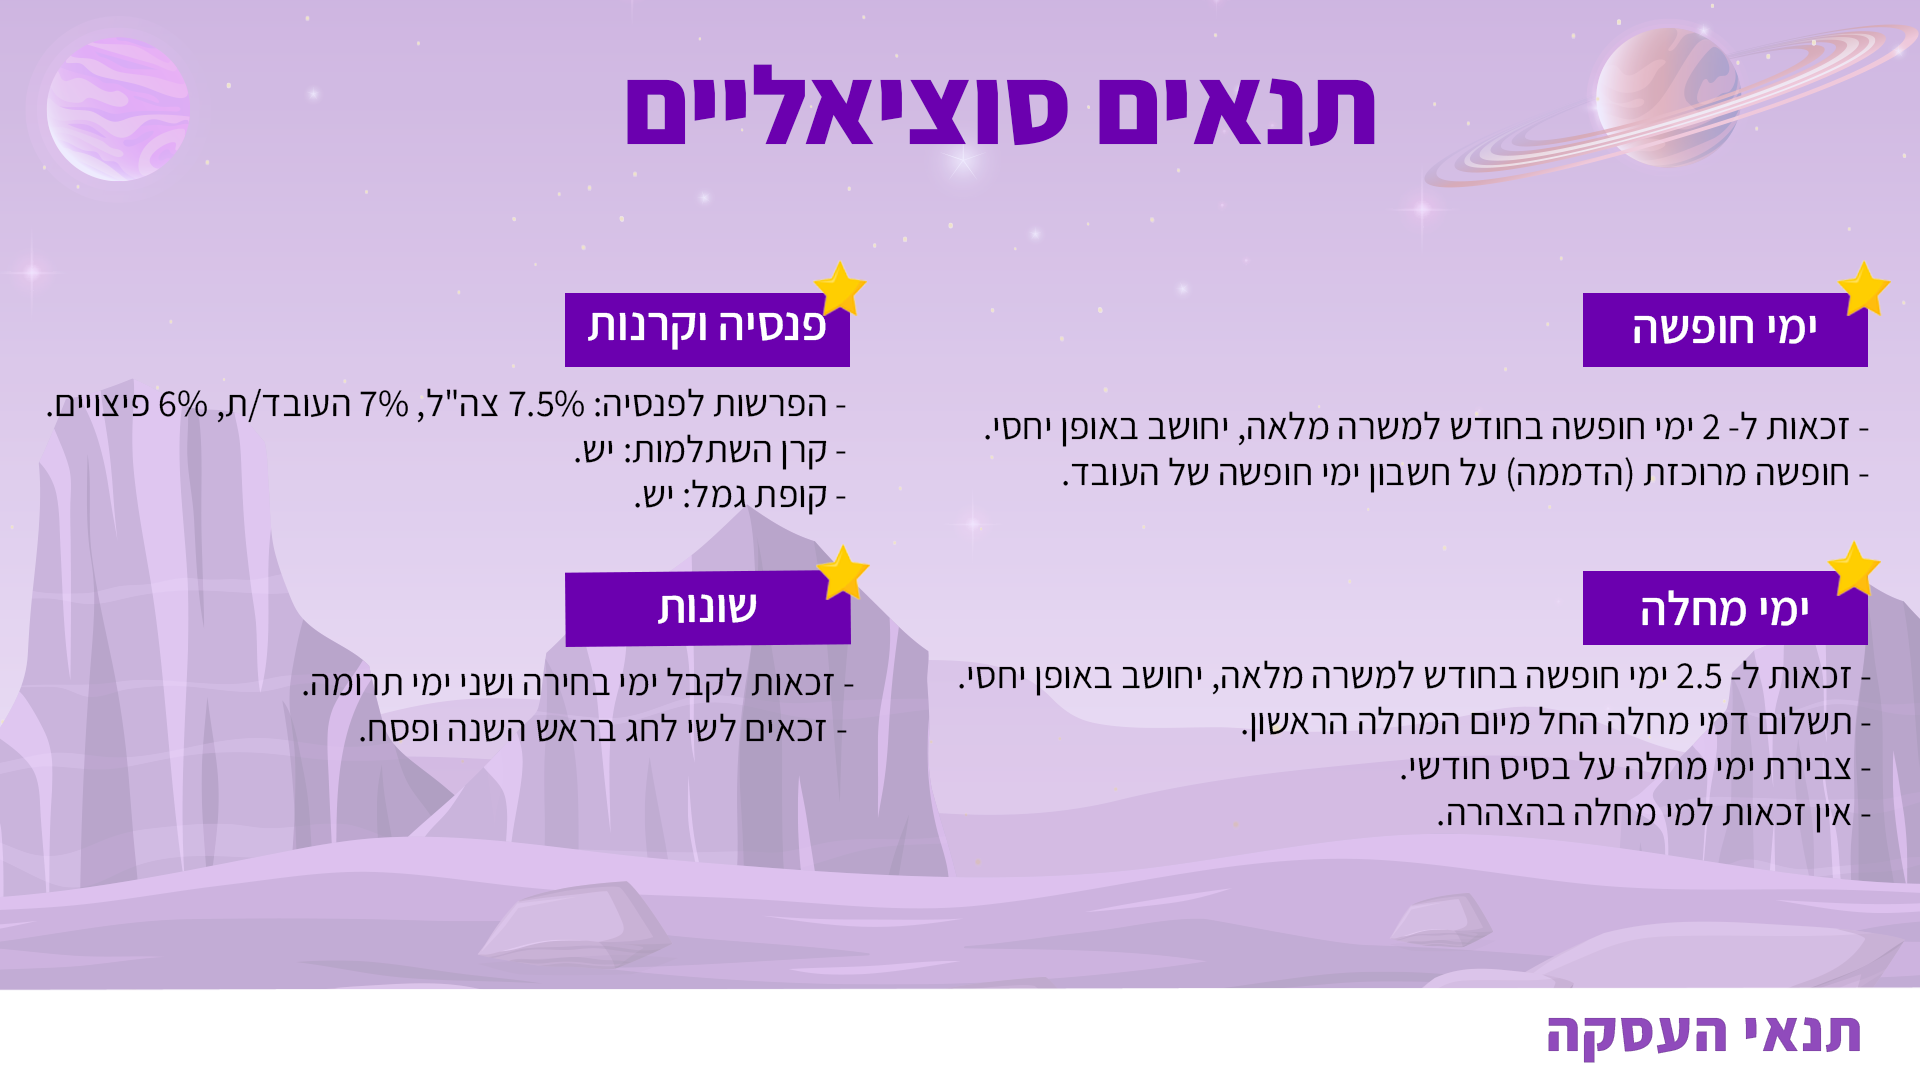 תנאים סוציאליים
ימי חופשה
- זכאות ל- 2 ימי חופשה בחודש למשרה מלאה, יחושב באופן יחסי.
- חופשה מרוכזת (הדממה) על חשבון ימי חופשה של העובד.
ימי מחלה
- זכאות ל- 2.5 ימי חופשה בחודש למשרה מלאה, יחושב באופן יחסי.
- תשלום דמי מחלה החל מיום המחלה הראשון.
- צבירת ימי מחלה על בסיס חודשי.
- אין זכאות למי מחלה בהצהרה.
פנסיה וקרנות
- הפרשות לפנסיה: 7.5% צה"ל, 7% העובד/ת, 6% פיצויים.
- קרן השתלמות: יש.
- קופת גמל: יש.
שונות
- זכאות לקבל ימי בחירה ושני ימי תרומה.
- זכאים לשי לחג בראש השנה ופסח.
תנאי העסקה